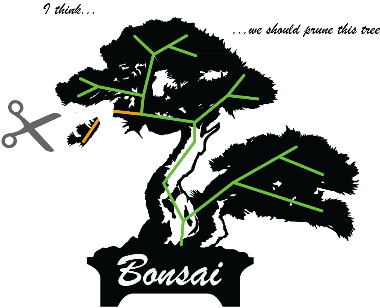 I think...
...we should prune this tree
Bonsai